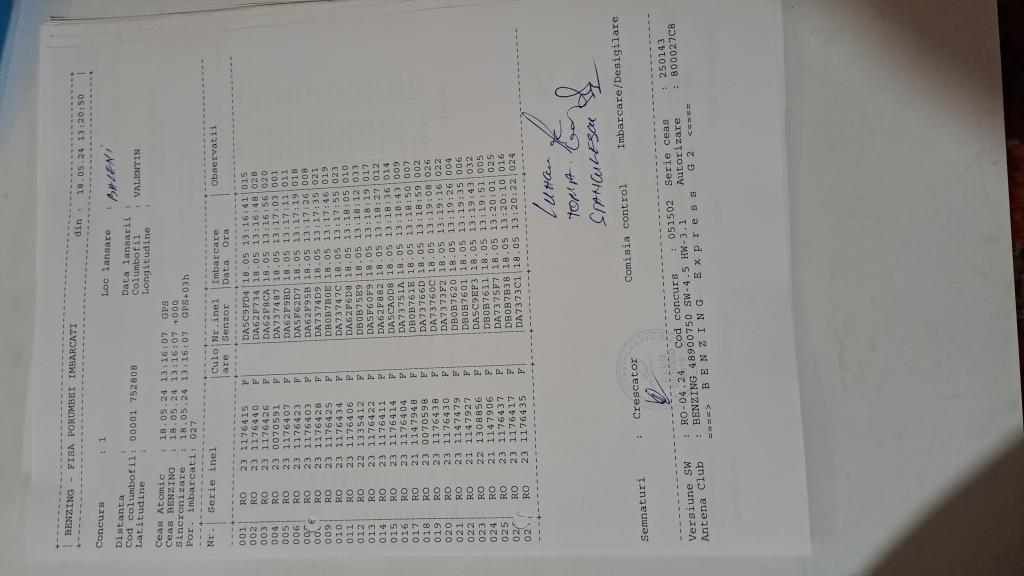 BENZING - FISA PORUMBEI IMBARCATI din : 18.05.24 13:20:50
Concurs : 1 Loc lansare : BALENI
Distanta : Data lansarii :
Cod columbofil: 00001 752808 Columbofil : VALENTIN
Latitudine : Longitudine :
Ceas Atomic : 18.05.24 13:16:07 GPS
Ceas BENZING : 18.05.24 13:16:07 +000
Sincronizare : 18.05.24 13:16:07 GPS+03h
Por. imbarcati: 027
Nr. | Serie inel |Culo|Nr.inel |Imbarcare |Observatii
|are |Senzor |Data Ora |
001 | RO 23 1176415 F |DA5C9FD4|18.05 13:16:41|015
002 | RO 23 1176440 F |DA62F734|18.05 13:16:48|028
003 | RO 23 1176426 F |DA62F8CA|18.05 13:16:56|020
004 | RO 23 0070591 F |DA737487|18.05 13:17:03|001
005 | RO 23 1176407 F |DA62F9BD|18.05 13:17:11|011
006 | RO 23 1176423 F |DA5F62D7|18.05 13:17:19|018
RO 23 1176403 F |DA62F95B|18.05 13:17:26|008
RO 23 1176428 F |DA7374D9|18.05 13:17:35|021
009 | RO 23 1176425 F |DB0B7B0E|18.05 13:17:46|019
010 | RO 23 1176434 F |DA73747C|18.05 13:17:55|023
011 | RO 23 1176406 F |DA62F6D8|18.05 13:18:05|010
012 | RO 22 1335412 F |DB0B75E9|18.05 13:18:12|033
013 | RO 23 1176422 F |DA5F60F9|18.05 13:18:19|017
014 | RO 23 1176411 F |DA62F882|18.05 13:18:27|012
015 | RO 23 1176414 F |DA5CA0D8|18.05 13:18:36|014
016 | RO 23 1176404 F |DA73751A|18.05 13:18:43|009
017 | RO 21 1147948 F |DB0B761E|18.05 13:18:50|007
018 | RO 23 0070598 F |DA73766D|18.05 13:18:59|002
019 | RO 23 1176438 F |DA73760C|18.05 13:19:08|026
020 | RO 23 1176430 F |DA7373F2|18.05 13:19:16|022
021 | RO 21 1147479 F |DB0B7620|18.05 13:19:26|004
022 | RO 21 1147927 F |DB0B7601|18.05 13:19:35|006
023 | RO 22 1308856 F |DA5C9EF3|18.05 13:19:43|032
024 | RO 21 1147906 F |DB0B7611|18.05 13:19:51|005
025 | RO 23 1176437 F |DA7375F7|18.05 13:20:01|025
RO 23 1176417 F |DB0B7B38|18.05 13:20:10|016
RO 23 1176435 F |DA7373C1|18.05 13:20:22|024
TOMA
STANCIULESCU
Semnaturi : Crescator Comisia control Imbarcare/Desigilare
Versiune SW : RO-04.24 Cod concurs : 051502 Serie ceas : 250143
Antena Club : BENZING 48900750 SW-4.5 HW-3.1 Autorizare : 800027C8
====> B E N Z I N G E x p r e s s G 2 <====